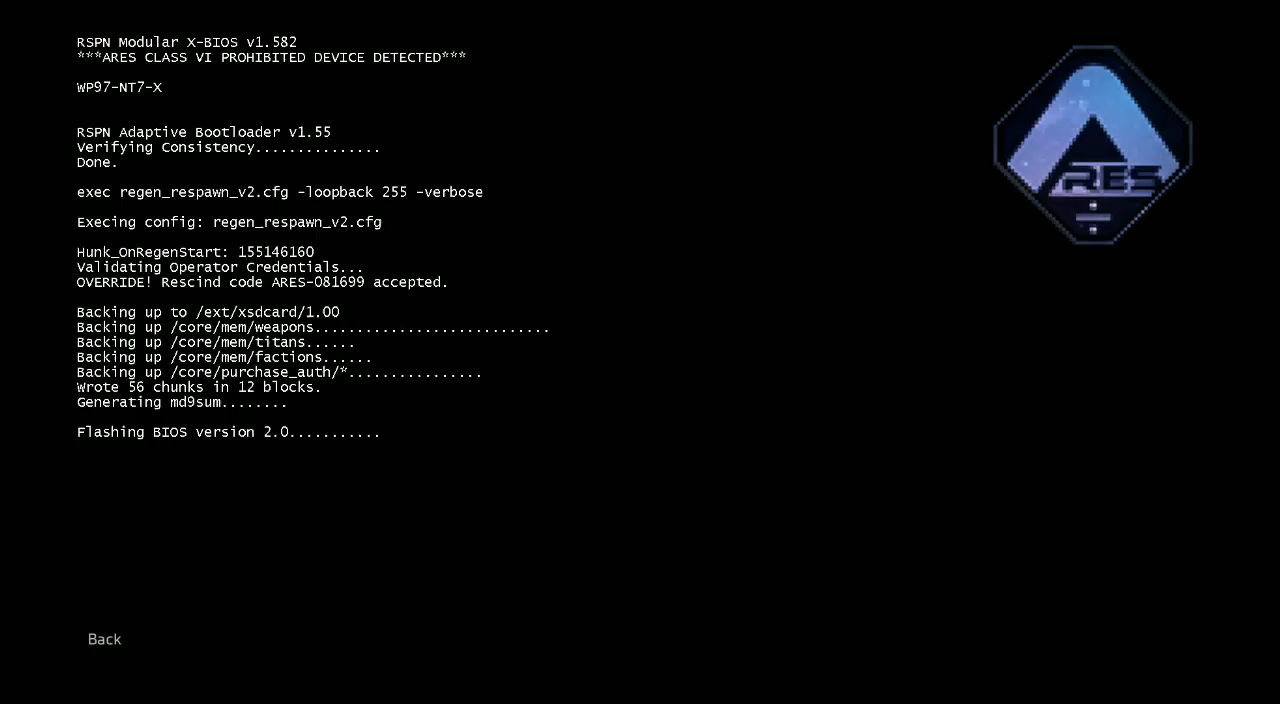 RSPN Modular X-BIOS v1.582
***ARES CLASS VI PROHIBITED DEVICE DETECTED***
WP97-NT7-X
RSPN Adaptive Bootloader v1.55
Verifying Consistency...............
Done.
exec regen_respawn_v2.cfg -loopback 255 -verbose
Execing config: regen_respawn_v2.cfg
Hunk_OnRegenStart: 155146160
Validating Operator Credentials...
OVERRIDE! Rescind code ARES-081699 accepted.
Backing up to /ext/xsdcard/1.00
Backing up /core/mem/weapons............................
Backing up /core/mem/titans......
Backing up /core/mem/factions......
Backing up /core/purchase_auth/*................
Wrote 56 chunks in 12 blocks.
Generating md9sum........
Flashing BIOS version 2.0...........
ARES
Back